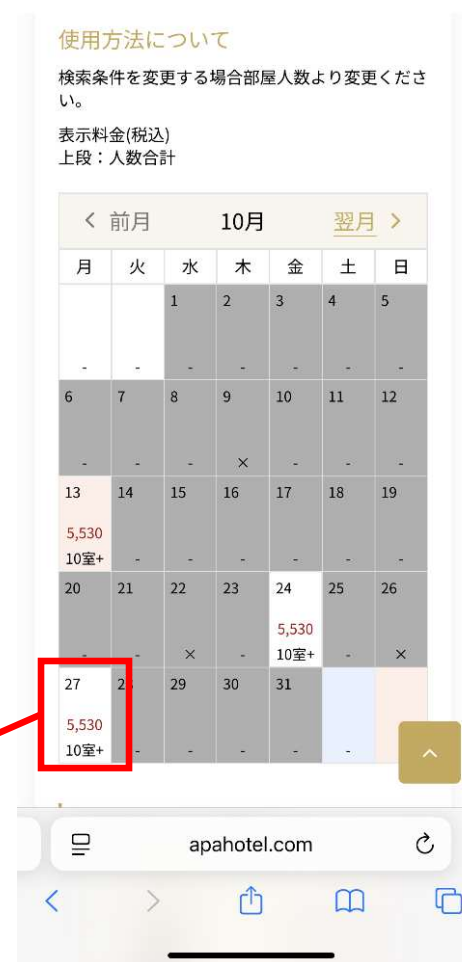 使用方法について
検索条件を変更する場合部屋人数より変更くださ
い。
表示料金(税込)
上段：人数合計
前月 10月 翌月
月 火 水 木 金 土 日
1 2 3 4 5
- - - - - - -
6 7 8 9 10 11 12
- - - × - - -
13 14 15 16 17 18 19
5,530
10室+ - - - - - -
20 21 22 23 24 25 26
5,530
- - × - 10室+ - ×
27 28 29 30 31
5,530
10室+ - - - - -
apahotel.com